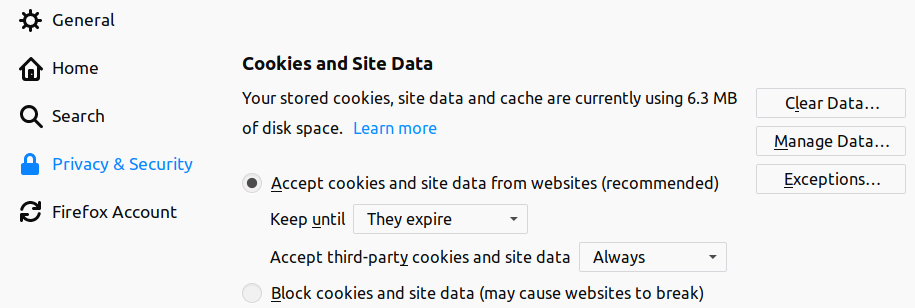 General
Home
Search
Privacy & Security
Firefox Account
Cookies and Site Data
Your stored cookies, site data and cache are currently using 6.3 MB
of disk space. Learn more
Clear Data…
Manage Data…
Exceptions…
Accept cookies and site data from websites (recommended)
Keep until They expire
Accept third-party cookies and site data Always
Block cookies and site data (may cause websites to break)